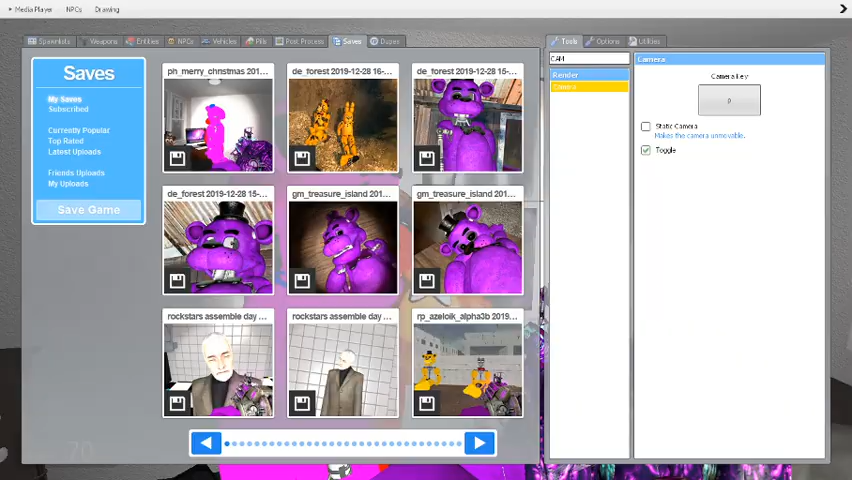 Media Player NPCs Drawing
Spawnlists Weapons Entities NPCs Vehicles Pills Post Process Saves Dupes
Tools Options Utilities
Saves
My Saves
Subscribed
Currently Popular
Top Rated
Latest Uploads
Friends Uploads
My Uploads
Save Game
ph_merry_christmas 201...
de_forest 2019-12-28 16-...
de_forest 2019-12-28 15-...
de_forest 2019-12-28 15-...
gm_treasure_island 201...
gm_treasure_island 201...
rockstars assemble day ...
rockstars assemble day ...
rp_azeloik_alpha3b 2019...
70
CAM
Render
Camera
Camera
Camera Key
p
Static Camera
Makes the camera unmovable.
Toggle